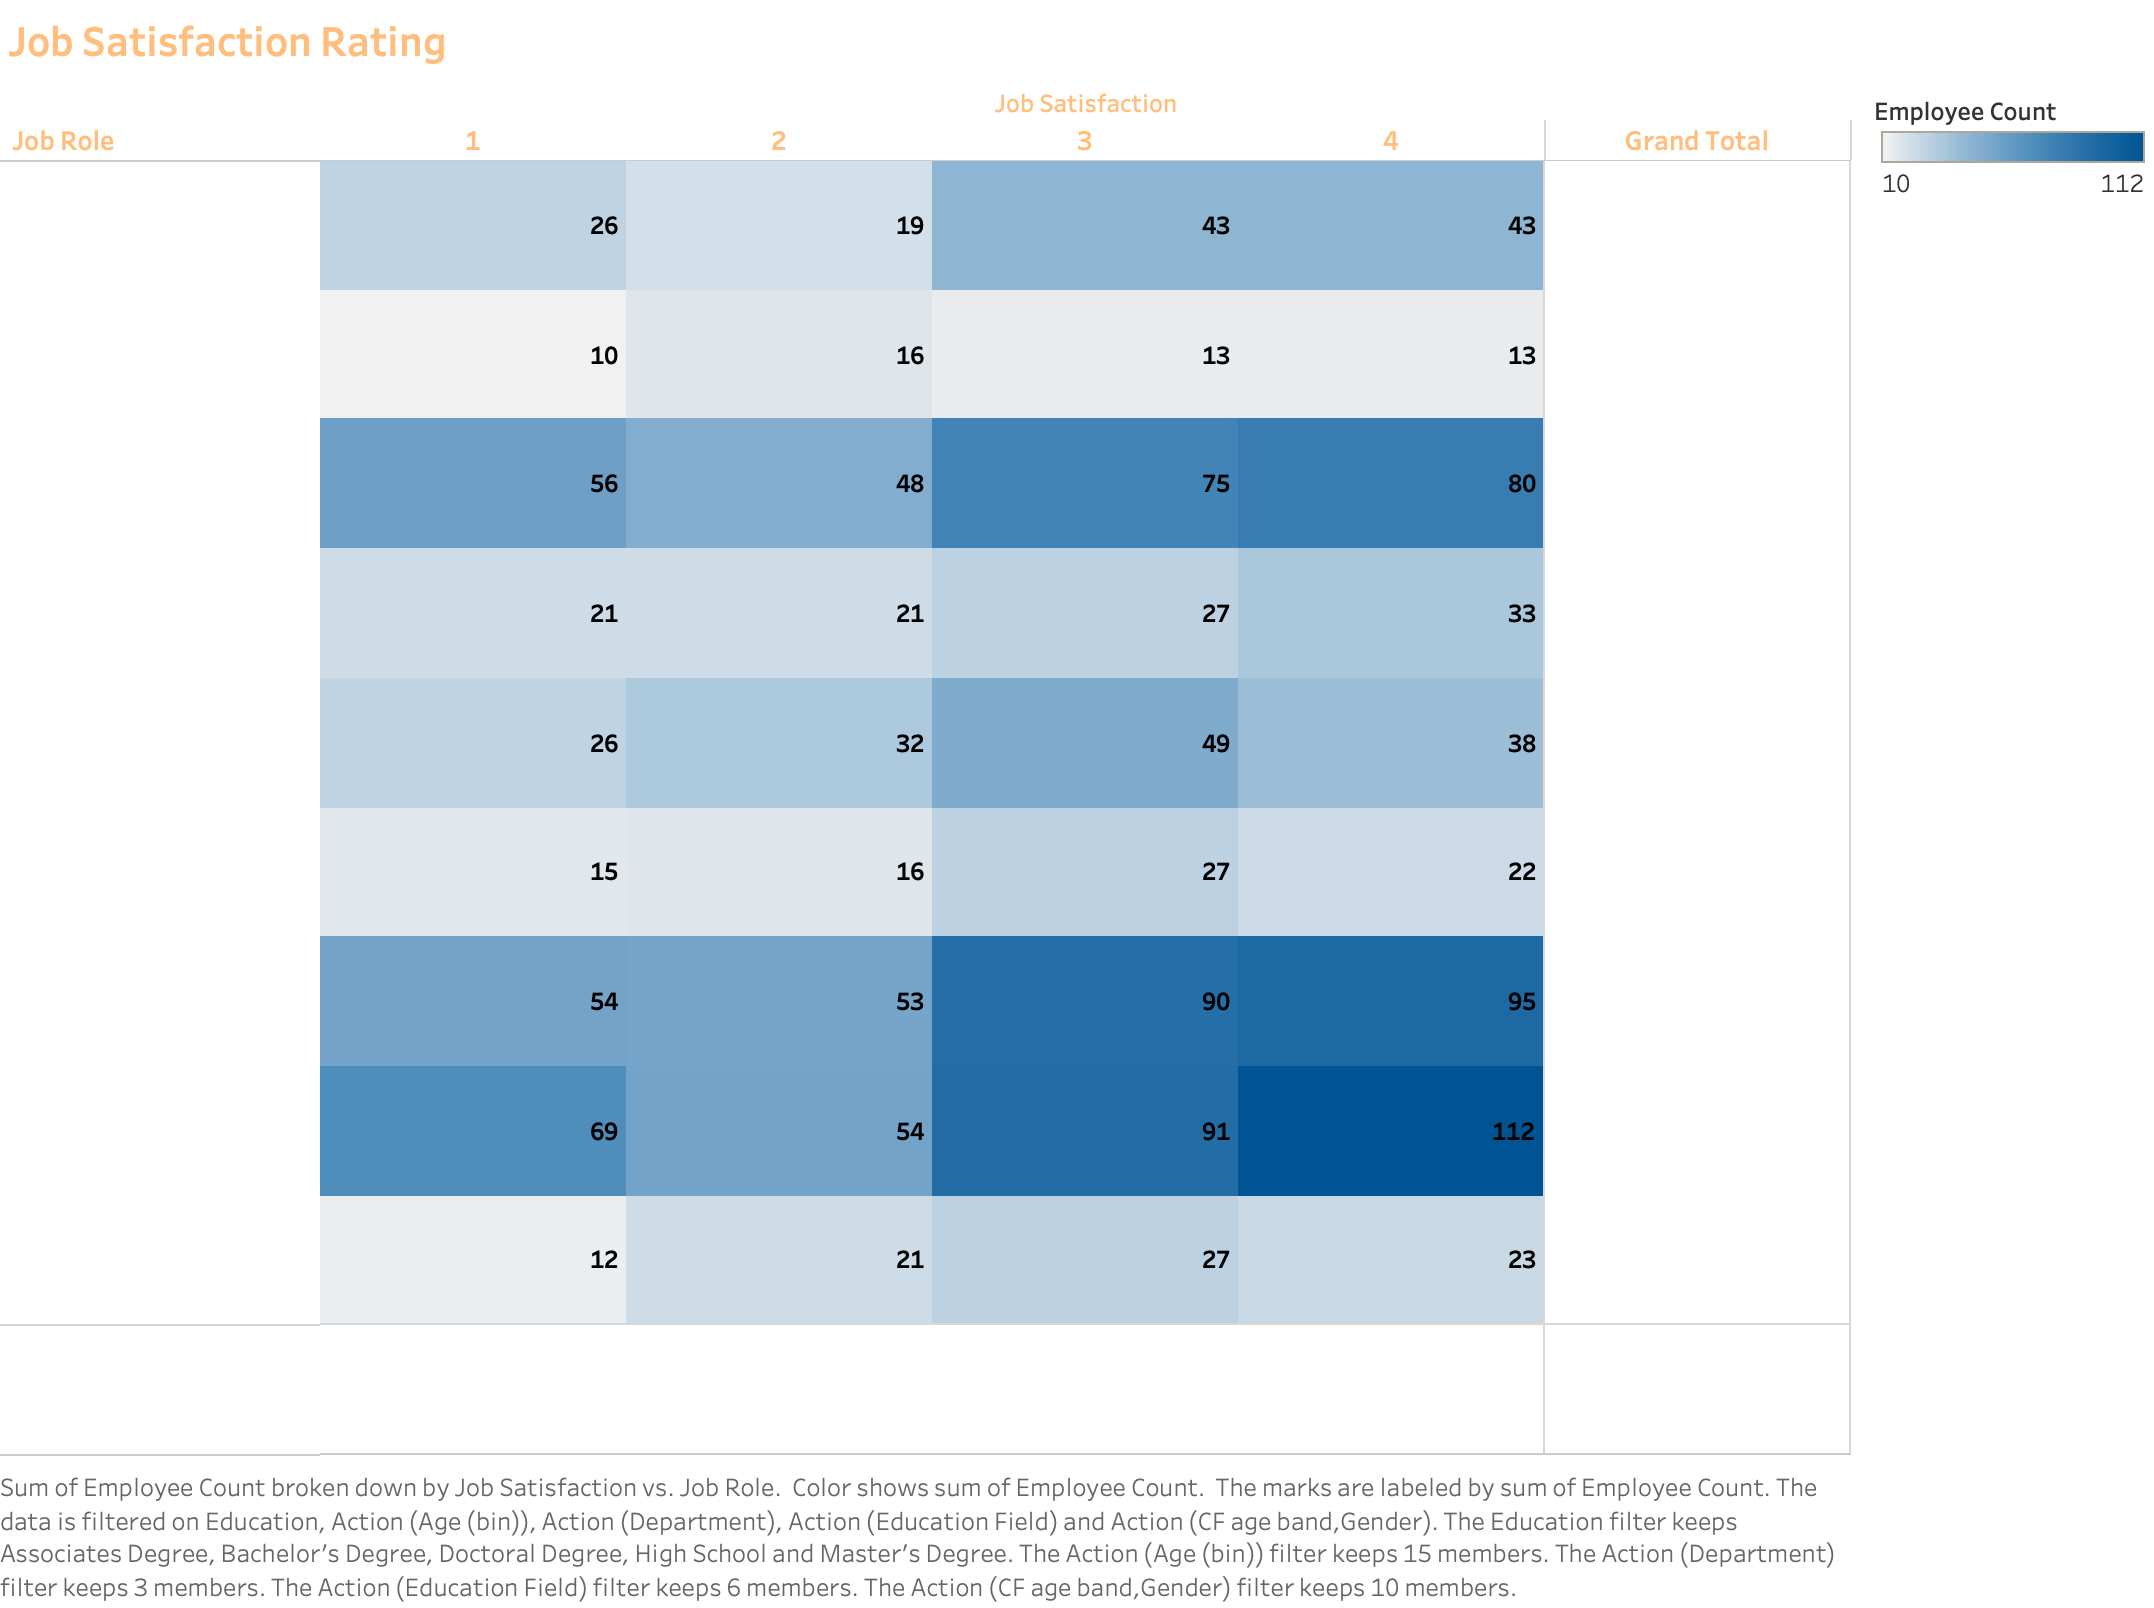 Job Satisfaction Rating
Job Satisfaction
Employee Count
Job Role 1 2 3 4 Grand Total
10 112
26 19 43 43
10 16 13 13
56 48 75 80
21 21 27 33
26 32 49 38
15 16 27 22
54 53 90 95
69 54 91 112
12 21 27 23
Sum of Employee Count broken down by Job Satisfaction vs. Job Role.  Color shows sum of Employee Count.  The marks are labeled by sum of Employee Count. The
data is filtered on Education, Action (Age (bin)), Action (Department), Action (Education Field) and Action (CF age band,Gender). The Education filter keeps
Associates Degree, Bachelor’s Degree, Doctoral Degree, High School and Master’s Degree. The Action (Age (bin)) filter keeps 15 members. The Action (Department)
filter keeps 3 members. The Action (Education Field) filter keeps 6 members. The Action (CF age band,Gender) filter keeps 10 members.